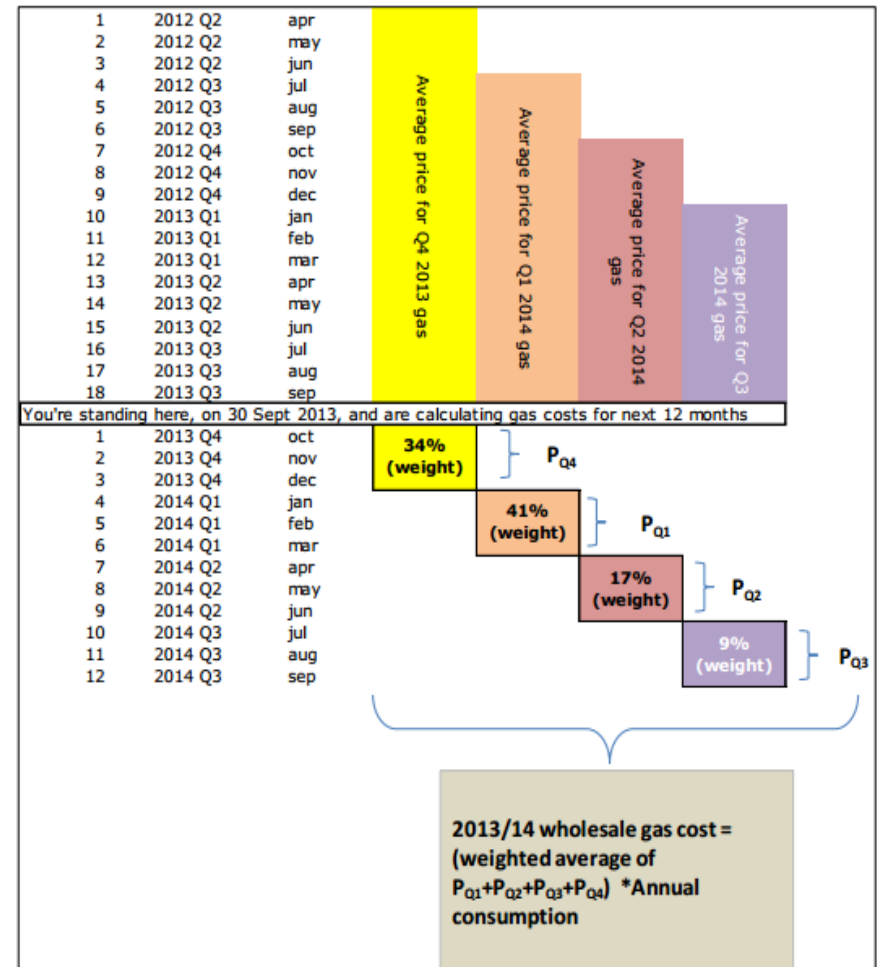 1 2012 Q2 apr
2 2012 Q2 may
3 2012 Q2 jun
4 2012 Q3 jul
5 2012 Q3 aug
6 2012 Q3 sep
7 2012 Q4 oct
8 2012 Q4 nov
9 2012 Q4 dec
10 2013 Q1 jan
11 2013 Q1 feb
12 2013 Q1 mar
13 2013 Q2 apr
14 2013 Q2 may
15 2013 Q2 jun
16 2013 Q3 jul
17 2013 Q3 aug
18 2013 Q3 sep
Average price for Q4 2013 gas
Average price for Q1 2014 gas
Average price for Q2 2014
gas
Average price for Q3
2014 gas
You're standing here, on 30 Sept 2013, and are calculating gas costs for next 12 months
1 2013 Q4 oct
2 2013 Q4 nov
3 2013 Q4 dec
4 2014 Q1 jan
5 2014 Q1 feb
6 2014 Q1 mar
7 2014 Q2 apr
8 2014 Q2 may
9 2014 Q2 jun
10 2014 Q3 jul
11 2014 Q3 aug
12 2014 Q3 sep
34%
(weight)
PQ4
41%
(weight)
PQ1
17%
(weight)
PQ2
9%
(weight)
PQ3
2013/14 wholesale gas cost =
(weighted average of
PQ1+PQ2+PQ3+PQ4) *Annual
consumption